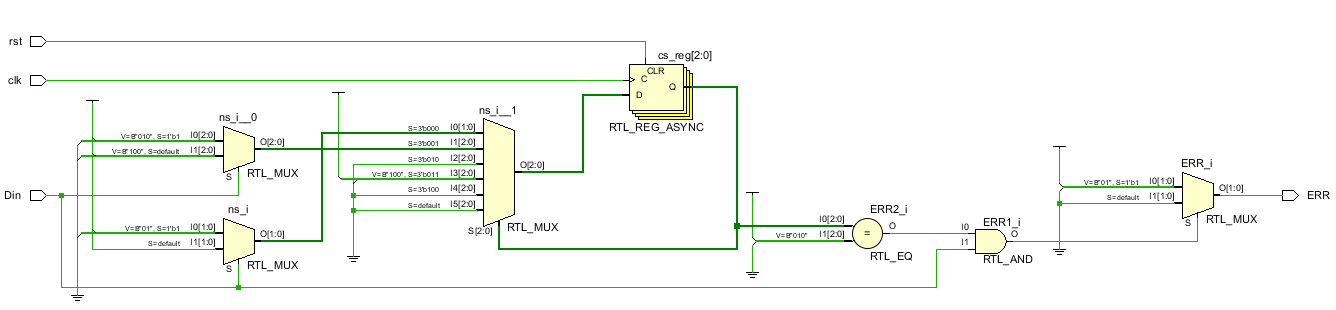 rst
cs_reg[2:0]
CLR
clk
C
Q
D
RTL_REG_ASYNC
ns_i__0
V=B"010", S=1'b1
I0[2:0]
O[2:0]
V=B"100", S=default
I1[2:0]
S
RTL_MUX
ns_i__1
S=3'b000
I0[1:0]
S=3'b001
I1[2:0]
S=3'b010
I2[2:0]
O[2:0]
V=B"100", S=3'b011
I3[2:0]
S=3'b100
I4[2:0]
S=default
I5[2:0]
S[2:0]
RTL_MUX
Din
ns_i
V=B"01", S=1'b1
I0[1:0]
O[1:0]
S=default
I1[1:0]
S
RTL_MUX
ERR2_i
I0[2:0]
O
V=B"010"
I1[2:0]
=
RTL_EQ
ERR1_i
I0
O
I1
RTL_AND
ERR_i
V=B"01", S=1'b1
I0[1:0]
O[1:0]
S=default
I1[1:0]
S
RTL_MUX
ERR